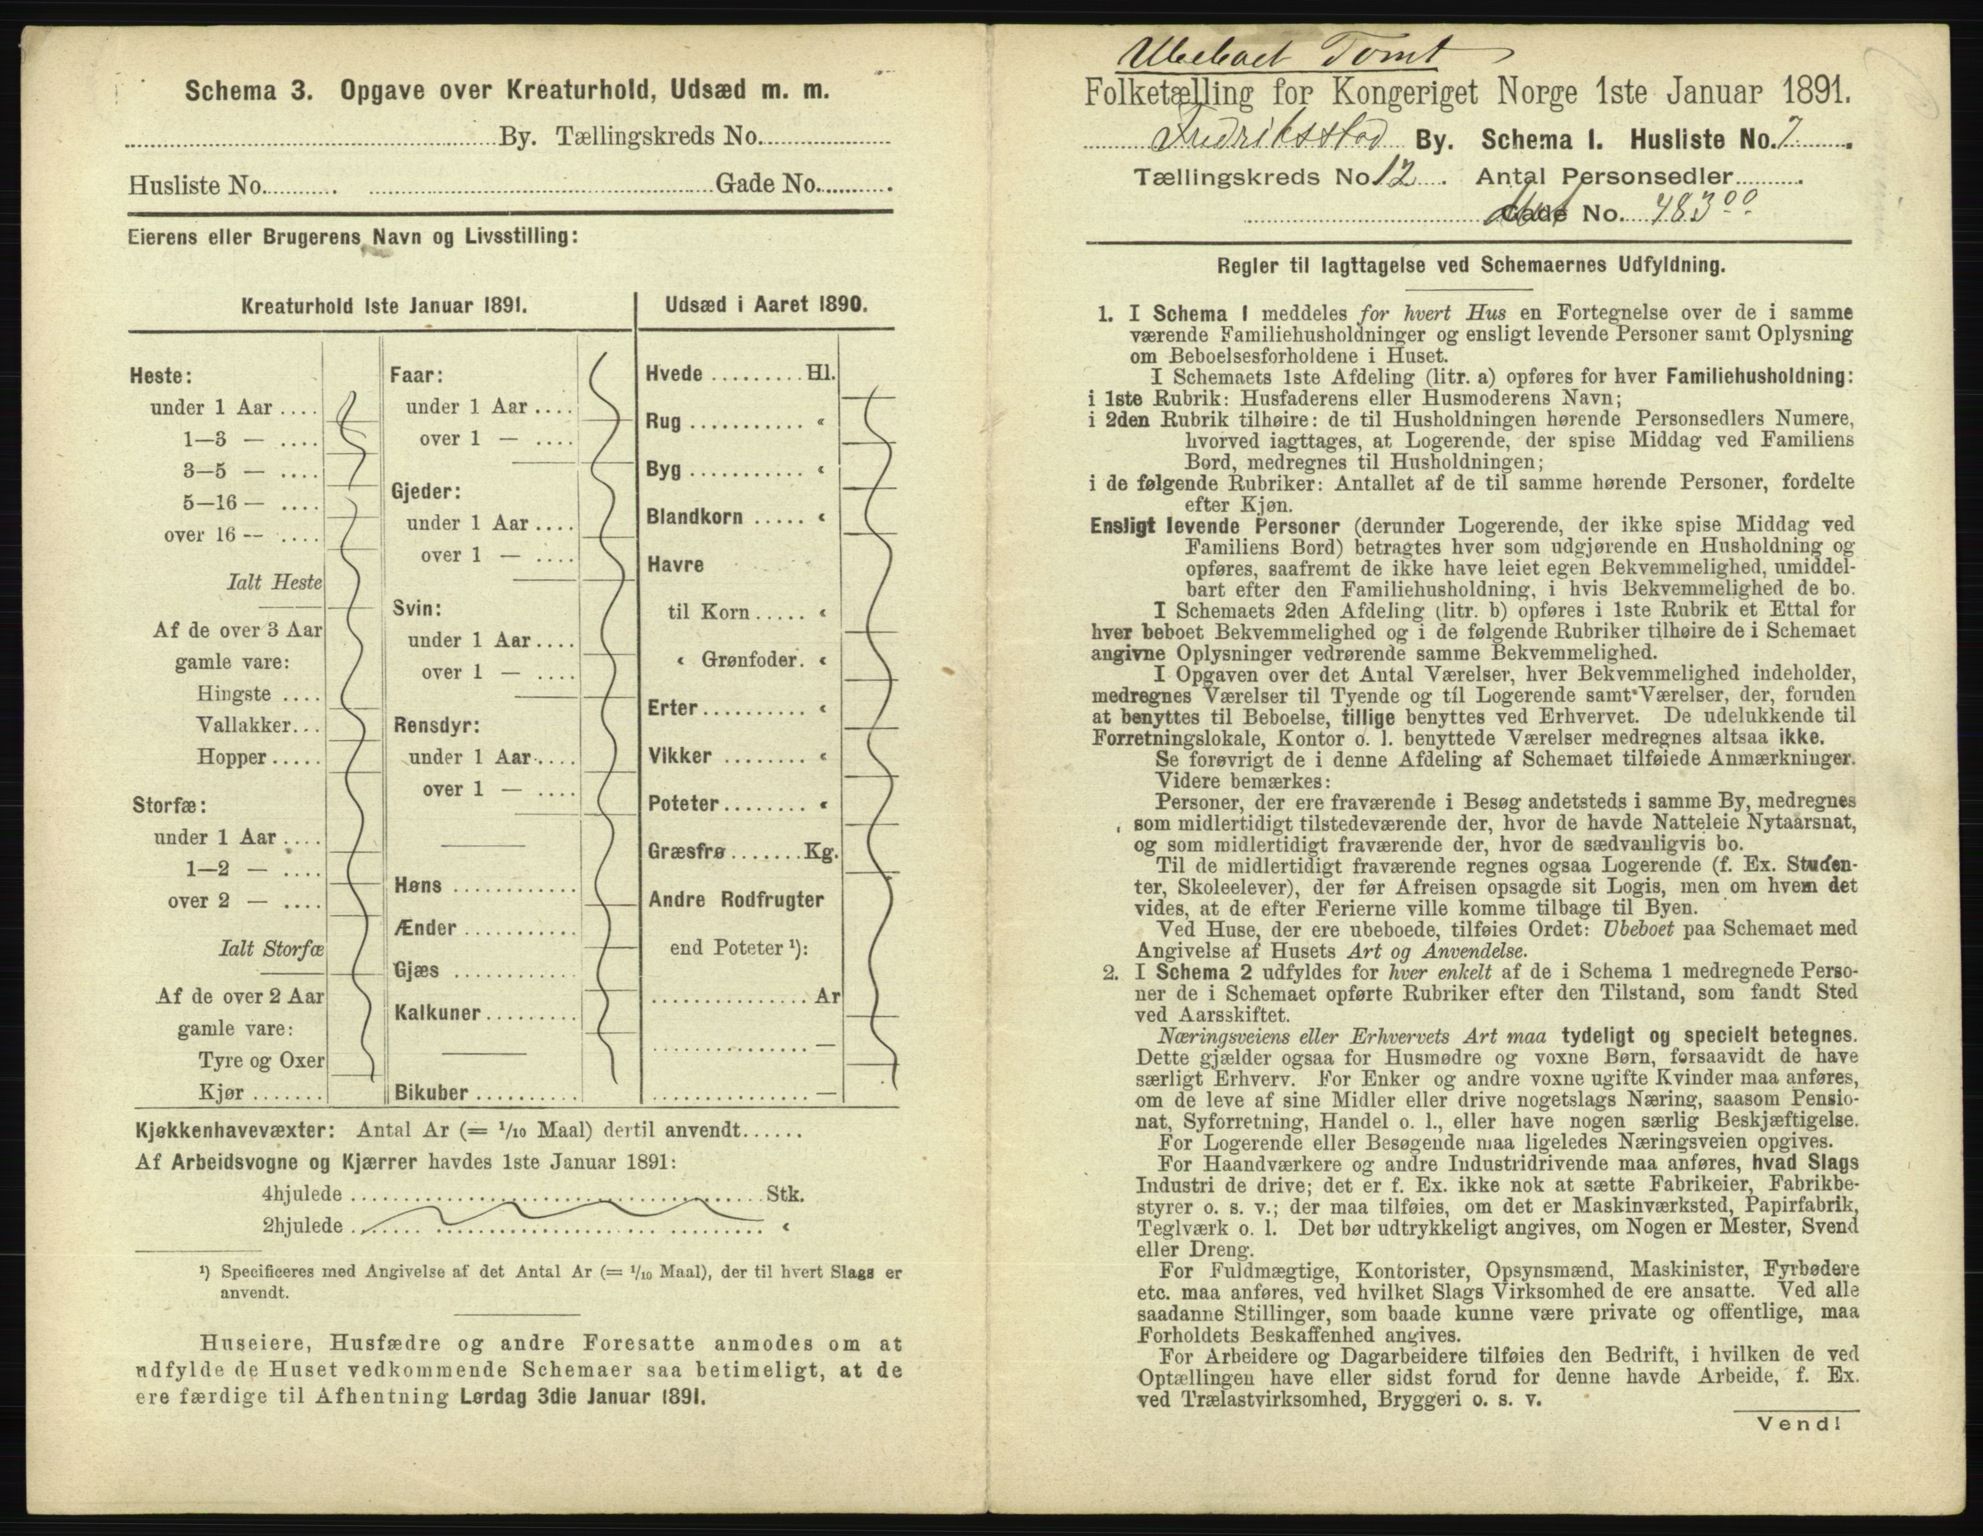 Schema 3. Opgave over Kreaturhold, Udsæd m. m.
By. Tællingskreds No.
Husliste No. Gade No.
Eierens eller Brugerens Navn og Livsstilling:
Kreaturhold 1ste Januar 1891.
Heste:
under 1 Aar ....
1—3 — ....
3—5 — ....
5—16 — ....
over 16 — ....
Ialt Heste
Af de over 3 Aar
gamle vare:
Hingste ....
Vallakker...
Hopper .....
Storfæ:
under 1 Aar ....
1—2 — ....
over 2 — ....
Ialt Storfæ
Af de over 2 Aar
gamle vare:
Tyre og Oxer
Kjør .......
Faar:
under 1 Aar ....
over 1 — ....
Gjeder:
under 1 Aar ....
over 1 — ....
Svin:
under 1 Aar ....
over 1 — ....
Rensdyr:
under 1 Aar ....
over 1 — ....
Høns ............
Ænder ...........
Gjæs ............
Kalkuner .........
Bikuber ..........
Udsæd i Aaret 1890.
Hvede ......... Hl.
Rug ........... «
Byg ........... «
Blandkorn ..... «
Havre
til Korn ..... «
« Grønfoder. «
Erter .......... «
Vikker ......... «
Poteter ........ «
Græsfrø ....... Kg.
Andre Rodfrugter
end Poteter ¹):
............... Ar
............... —
............... —
Kjøkkenhavevæxter: Antal Ar (= 1/10 Maal) dertil anvendt......
Af Arbeidsvogne og Kjærrer havdes 1ste Januar 1891:
4hjulede ........ Stk.
2hjulede ........ «
¹) Specificeres med Angivelse af det Antal Ar (= 1/10 Maal), der til hvert Slags er
anvendt.
Huseiere, Husfædre og andre Foresatte anmodes om at
udfylde de Huset vedkommende Schemaer saa betimeligt, at de
ere færdige til Afhentning Lørdag 3die Januar 1891.
Ubeboet Tomt
Folketælling for Kongeriget Norge 1ste Januar 1891.
Fredriksstad By. Schema I. Husliste No. 7
Tællingskreds No. 12. Antal Personsedler
Gade No. 483⁰⁰
Regler til Iagttagelse ved Schemaernes Udfyldning.
1. I Schema 1 meddeles for hvert Hus en Fortegnelse over de i samme
værende Familiehusholdninger og ensligt levende Personer samt Oplysning
om Beboelsesforholdene i Huset.
I Schemaets 1ste Afdeling (litr. a) opføres for hver Familiehusholdning:
i 1ste Rubrik: Husfaderens eller Husmoderens Navn;
i 2den Rubrik tilhøire: de til Husholdningen hørende Personsedlers Numere,
hvorved iagttages, at Logerende, der spise Middag ved Familiens
Bord, medregnes til Husholdningen;
i de følgende Rubriker: Antallet af de til samme hørende Personer, fordelte
efter Kjøn.
Ensligt levende Personer (derunder Logerende, der ikke spise Middag ved
Familiens Bord) betragtes hver som udgjørende en Husholdning og
opføres, saafremt de ikke have leiet egen Bekvemmelighed, umiddel-
bart efter den Familiehusholdning, i hvis Bekvemmelighed de bo.
I Schemaets 2den Afdeling (litr. b) opføres i 1ste Rubrik et Ettal for
hver beboet Bekvemmelighed og i de følgende Rubriker tilhøire de i Schemaet
angivne Oplysninger vedrørende samme Bekvemmelighed.
I Opgaven over det Antal Værelser, hver Bekvemmelighed indeholder,
medregnes Værelser til Tyende og til Logerende samt Værelser, der, foruden
at benyttes til Beboelse, tillige benyttes ved Erhvervet. De udelukkende til
Forretningslokale, Kontor o. l. benyttede Værelser medregnes altsaa ikke.
Se forøvrigt de i denne Afdeling af Schemaet tilføiede Anmærkninger.
Videre bemærkes:
Personer, der ere fraværende i Besøg andetsteds i samme By, medregnes
som midlertidigt tilstedeværende der, hvor de havde Natteleie Nytaarsnat,
og som midlertidigt fraværende der, hvor de sædvanligvis bo.
Til de midlertidigt fraværende regnes ogsaa Logerende (f. Ex. Studen-
ter, Skoleelever), der før Afreisen opsagde sit Logis, men om hvem det
vides, at de efter Ferierne ville komme tilbage til Byen.
Ved Huse, der ere ubeboede, tilføies Ordet: Ubeboet paa Schemaet med
Angivelse af Husets Art og Anvendelse.
2. I Schema 2 udfyldes for hver enkelt af de i Schema 1 medregnede Perso-
ner de i Schemaet opførte Rubriker efter den Tilstand, som fandt Sted
ved Aarsskiftet.
Næringsveiens eller Erhvervets Art maa tydeligt og specielt betegnes.
Dette gjælder ogsaa for Husmødre og voxne Børn, forsaavidt de have
særligt Erhverv. For Enker og andre voxne ugifte Kvinder maa anføres,
om de leve af sine Midler eller drive nogetslags Næring, saasom Pensio-
nat, Syforretning, Handel o. l., eller have nogen særlig Beskjæftigelse.
For Logerende eller Besøgende maa ligeledes Næringsveien opgives.
For Haandværkere og andre Industridrivende maa anføres, hvad Slags
Industri de drive; det er f. Ex. ikke nok at sætte Fabrikeier, Fabrikbe-
styrer o. s. v.; der maa tilføies, om det er Maskinværksted, Papirfabrik,
Teglværk o. l. Det bør udtrykkeligt angives, om Nogen er Mester, Svend
eller Dreng.
For Fuldmægtige, Kontorister, Opsynsmænd, Maskinister, Fyrbødere
etc. maa anføres, ved hvilket Slags Virksomhed de ere ansatte. Ved alle
saadanne Stillinger, som baade kunne være private og offentlige, maa
Forholdets Beskaffenhed angives.
For Arbeidere og Dagarbeidere tilføies den Bedrift, i hvilken de ved
Optællingen have eller sidst forud for denne havde Arbeide, f. Ex.
ved Trælastvirksomhed, Bryggeri o. s. v.
Vend!